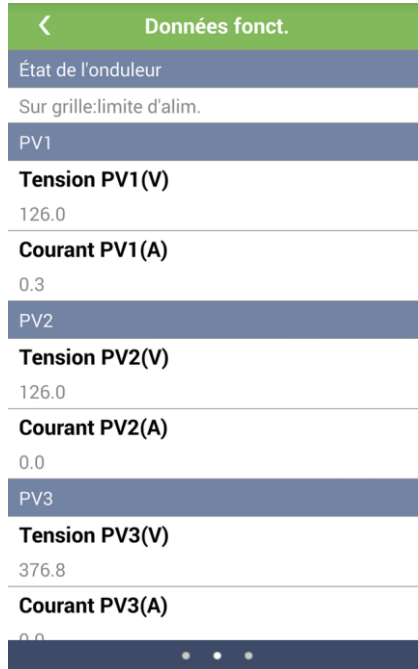 Données fonct.
État de l'onduleur
Sur grille:limite d'alim.
PV1
Tension PV1(V)
126.0
Courant PV1(A)
0.3
PV2
Tension PV2(V)
126.0
Courant PV2(A)
0.0
PV3
Tension PV3(V)
376.8
Courant PV3(A)